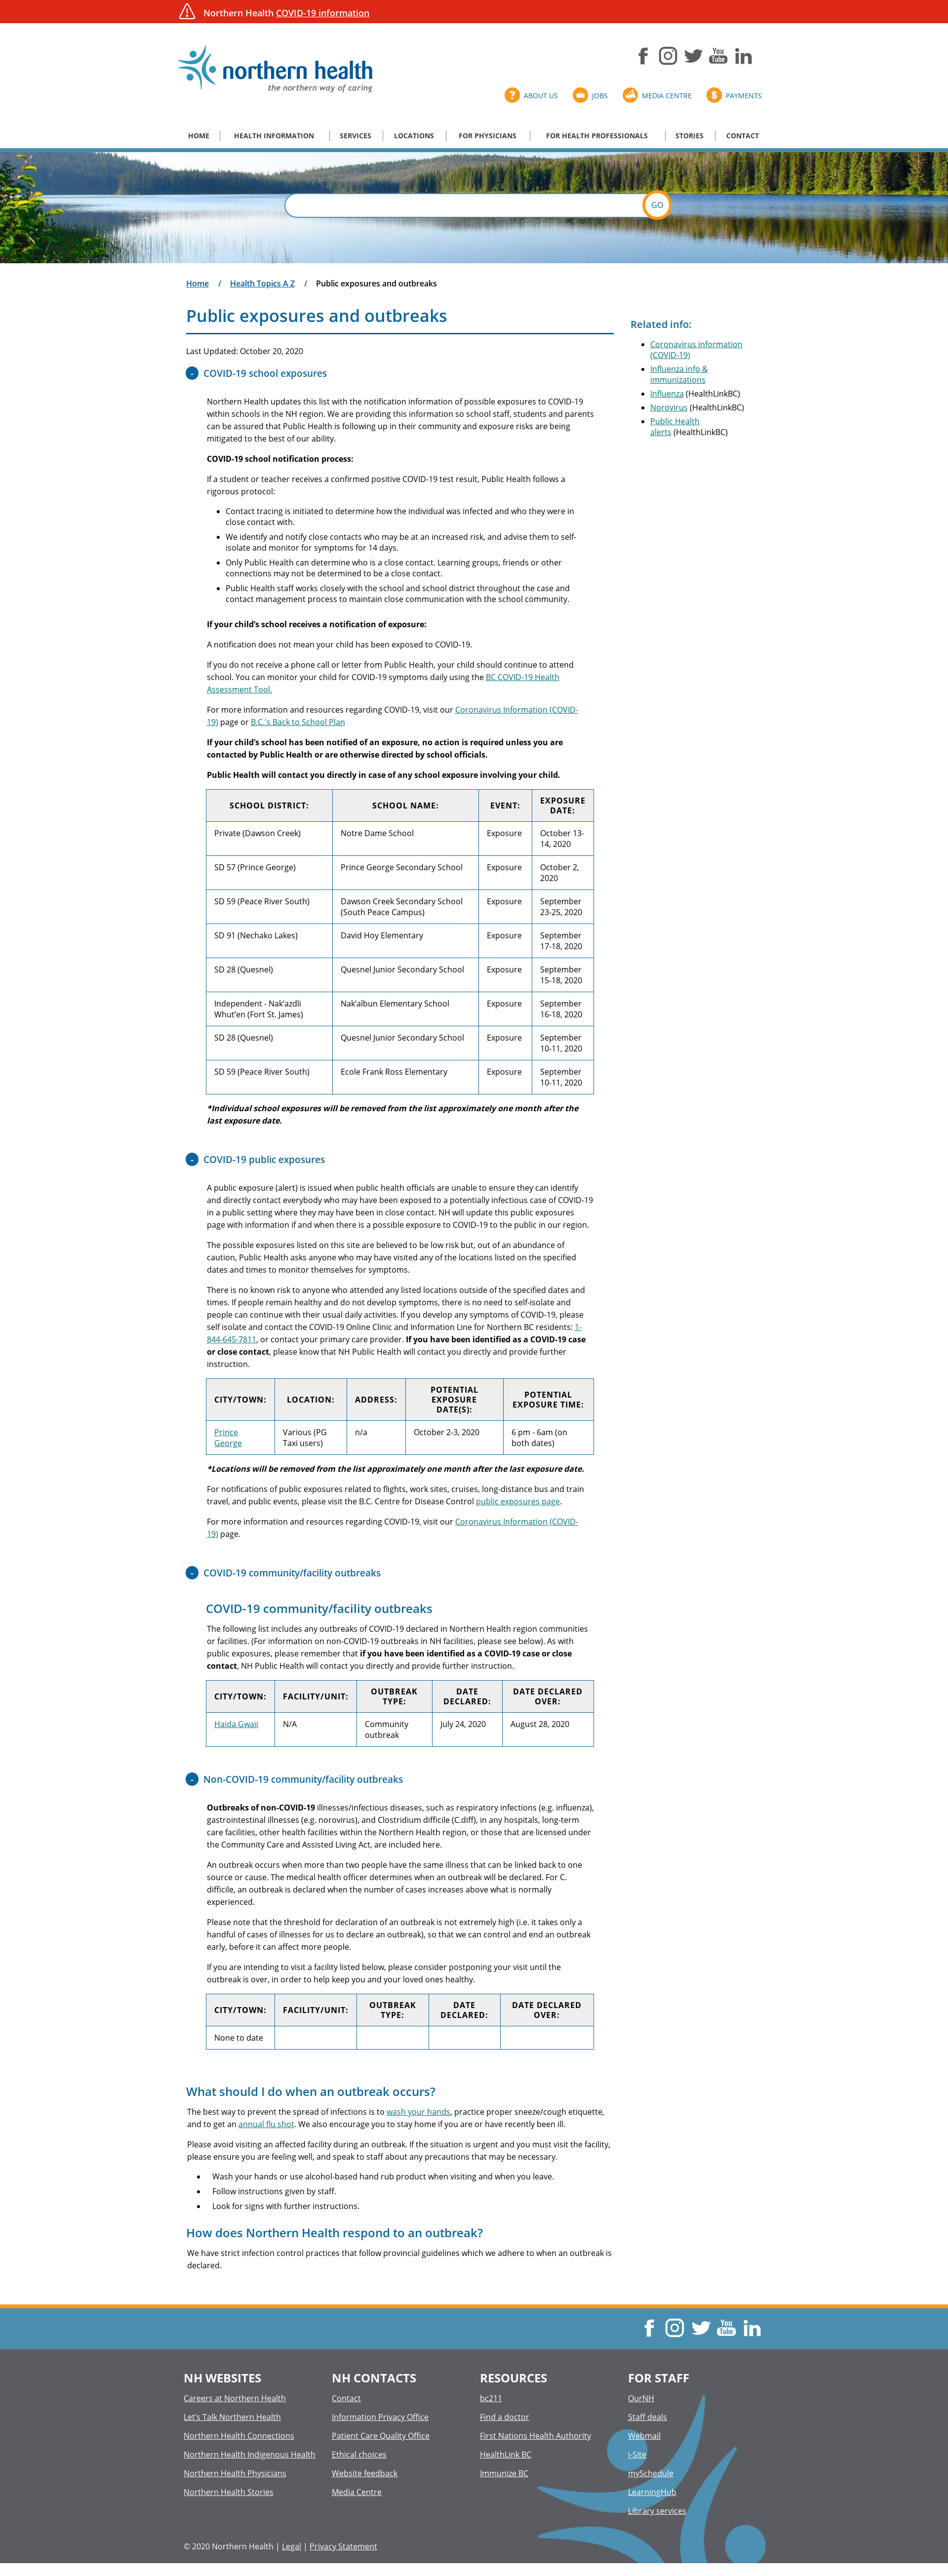 Northern Health COVID-19 information
northern health
the northern way of caring
ABOUT US
JOBS
MEDIA CENTRE
PAYMENTS
HOME
HEALTH INFORMATION
SERVICES
LOCATIONS
FOR PHYSICIANS
FOR HEALTH PROFESSIONALS
STORIES
CONTACT
GO
Home / Health Topics A Z / Public exposures and outbreaks
Public exposures and outbreaks
Last Updated: October 20, 2020
- COVID-19 school exposures
Northern Health updates this list with the notification information of possible exposures to COVID-19
within schools in the NH region. We are providing this information so school staff, students and parents
can be assured that Public Health is following up in their community and exposure risks are being
mitigated to the best of our ability.
COVID-19 school notification process:
If a student or teacher receives a confirmed positive COVID-19 test result, Public Health follows a
rigorous protocol:
Contact tracing is initiated to determine how the individual was infected and who they were in
close contact with.
We identify and notify close contacts who may be at an increased risk, and advise them to self-
isolate and monitor for symptoms for 14 days.
Only Public Health can determine who is a close contact. Learning groups, friends or other
connections may not be determined to be a close contact.
Public Health staff works closely with the school and school district throughout the case and
contact management process to maintain close communication with the school community.
If your child's school receives a notification of exposure:
A notification does not mean your child has been exposed to COVID-19.
If you do not receive a phone call or letter from Public Health, your child should continue to attend
school. You can monitor your child for COVID-19 symptoms daily using the BC COVID-19 Health
Assessment Tool.
For more information and resources regarding COVID-19, visit our Coronavirus Information (COVID-
19) page or B.C.'s Back to School Plan
If your child's school has been notified of an exposure, no action is required unless you are
contacted by Public Health or are otherwise directed by school officials.
Public Health will contact you directly in case of any school exposure involving your child.
SCHOOL DISTRICT: SCHOOL NAME: EVENT: EXPOSURE
DATE:
Private (Dawson Creek) Notre Dame School Exposure October 13-
14, 2020
SD 57 (Prince George) Prince George Secondary School Exposure October 2,
2020
SD 59 (Peace River South) Dawson Creek Secondary School Exposure September
(South Peace Campus) 23-25, 2020
SD 91 (Nechako Lakes) David Hoy Elementary Exposure September
17-18, 2020
SD 28 (Quesnel) Quesnel Junior Secondary School Exposure September
15-18, 2020
Independent - Nak'azdli Nak'albun Elementary School Exposure September
Whut'en (Fort St. James) 16-18, 2020
SD 28 (Quesnel) Quesnel Junior Secondary School Exposure September
10-11, 2020
SD 59 (Peace River South) Ecole Frank Ross Elementary Exposure September
10-11, 2020
*Individual school exposures will be removed from the list approximately one month after the
last exposure date.
- COVID-19 public exposures
A public exposure (alert) is issued when public health officials are unable to ensure they can identify
and directly contact everybody who may have been exposed to a potentially infectious case of COVID-19
in a public setting where they may have been in close contact. NH will update this public exposures
page with information if and when there is a possible exposure to COVID-19 to the public in our region.
The possible exposures listed on this site are believed to be low risk but, out of an abundance of
caution, Public Health asks anyone who may have visited any of the locations listed on the specified
dates and times to monitor themselves for symptoms.
There is no known risk to anyone who attended any listed locations outside of the specified dates and
times. If people remain healthy and do not develop symptoms, there is no need to self-isolate and
people can continue with their usual daily activities. If you develop any symptoms of COVID-19, please
self isolate and contact the COVID-19 Online Clinic and Information Line for Northern BC residents: 1-
844-645-7811, or contact your primary care provider. If you have been identified as a COVID-19 case
or close contact, please know that NH Public Health will contact you directly and provide further
instruction.
CITY/TOWN: LOCATION: ADDRESS: POTENTIAL
EXPOSURE
DATE(S): POTENTIAL
EXPOSURE TIME:
Prince
George Various (PG
Taxi users) n/a October 2-3, 2020 6 pm - 6am (on
both dates)
*Locations will be removed from the list approximately one month after the last exposure date.
For notifications of public exposures related to flights, work sites, cruises, long-distance bus and train
travel, and public events, please visit the B.C. Centre for Disease Control public exposures page.
For more information and resources regarding COVID-19, visit our Coronavirus Information (COVID-
19) page.
- COVID-19 community/facility outbreaks
COVID-19 community/facility outbreaks
The following list includes any outbreaks of COVID-19 declared in Northern Health region communities
or facilities. (For information on non-COVID-19 outbreaks in NH facilities, please see below). As with
public exposures, please remember that if you have been identified as a COVID-19 case or close
contact, NH Public Health will contact you directly and provide further instruction.
CITY/TOWN: FACILITY/UNIT: OUTBREAK
TYPE: DATE
DECLARED: DATE DECLARED
OVER:
Haida Gwaii N/A Community
outbreak July 24, 2020 August 28, 2020
- Non-COVID-19 community/facility outbreaks
Outbreaks of non-COVID-19 illnesses/infectious diseases, such as respiratory infections (e.g. influenza),
gastrointestinal illnesses (e.g. norovirus), and Clostridium difficile (C.diff), in any hospitals, long-term
care facilities, other health facilities within the Northern Health region, or those that are licensed under
the Community Care and Assisted Living Act, are included here.
An outbreak occurs when more than two people have the same illness that can be linked back to one
source or cause. The medical health officer determines when an outbreak will be declared. For C.
difficile, an outbreak is declared when the number of cases increases above what is normally
experienced.
Please note that the threshold for declaration of an outbreak is not extremely high (i.e. it takes only a
handful of cases of illnesses for us to declare an outbreak), so that we can control and end an outbreak
early, before it can affect more people.
If you are intending to visit a facility listed below, please consider postponing your visit until the
outbreak is over, in order to help keep you and your loved ones healthy.
CITY/TOWN: FACILITY/UNIT: OUTBREAK
TYPE: DATE
DECLARED: DATE DECLARED
OVER:
None to date
What should I do when an outbreak occurs?
The best way to prevent the spread of infections is to wash your hands, practice proper sneeze/cough etiquette,
and to get an annual flu shot. We also encourage you to stay home if you are or have recently been ill.
Please avoid visiting an affected facility during an outbreak. If the situation is urgent and you must visit the facility,
please ensure you are feeling well, and speak to staff about any precautions that may be necessary.
Wash your hands or use alcohol-based hand rub product when visiting and when you leave.
Follow instructions given by staff.
Look for signs with further instructions.
How does Northern Health respond to an outbreak?
We have strict infection control practices that follow provincial guidelines which we adhere to when an outbreak is
declared.
Related info:
Coronavirus information
(COVID-19)
Influenza info &
immunizations
Influenza (HealthLinkBC)
Norovirus (HealthLinkBC)
Public Health
alerts (HealthLinkBC)
NH WEBSITES
Careers at Northern Health
Let's Talk Northern Health
Northern Health Connections
Northern Health Indigenous Health
Northern Health Physicians
Northern Health Stories
NH CONTACTS
Contact
Information Privacy Office
Patient Care Quality Office
Ethical choices
Website feedback
Media Centre
RESOURCES
bc211
Find a doctor
First Nations Health Authority
HealthLink BC
Immunize BC
FOR STAFF
OurNH
Staff deals
Webmail
i-Site
mySchedule
LearningHub
Library services
© 2020 Northern Health | Legal | Privacy Statement